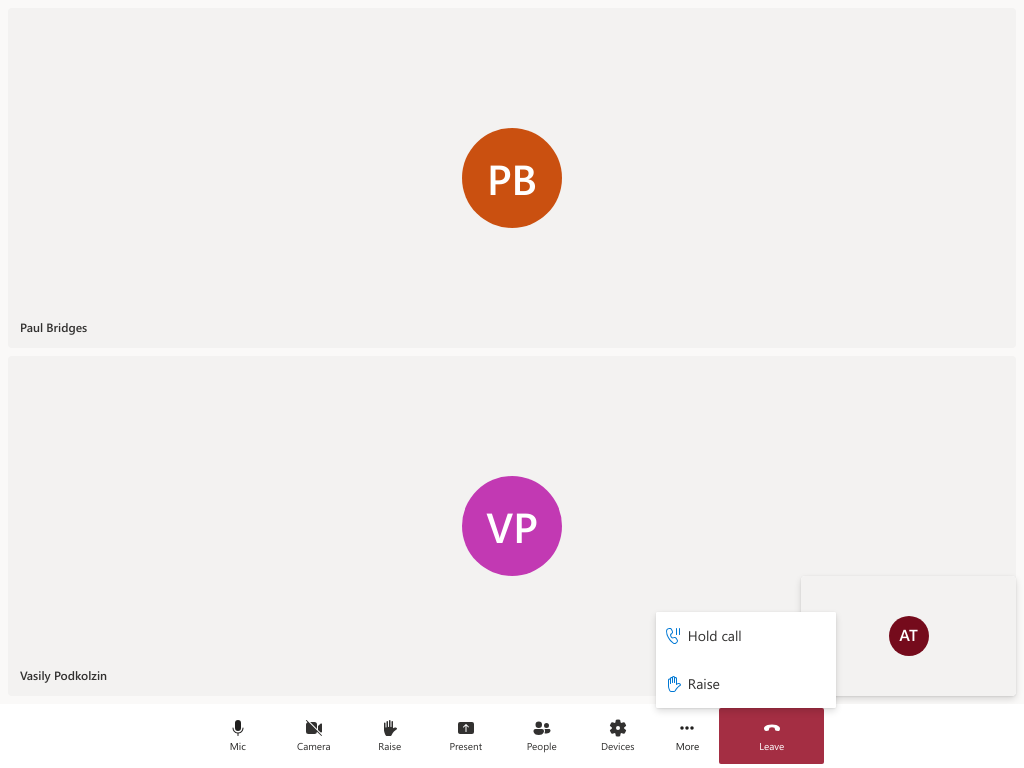 PB
Paul Bridges
VP
AT
Hold call
Vasily Podkolzin
Raise
Mic
Camera
Raise
Present
People
Devices
More
Leave